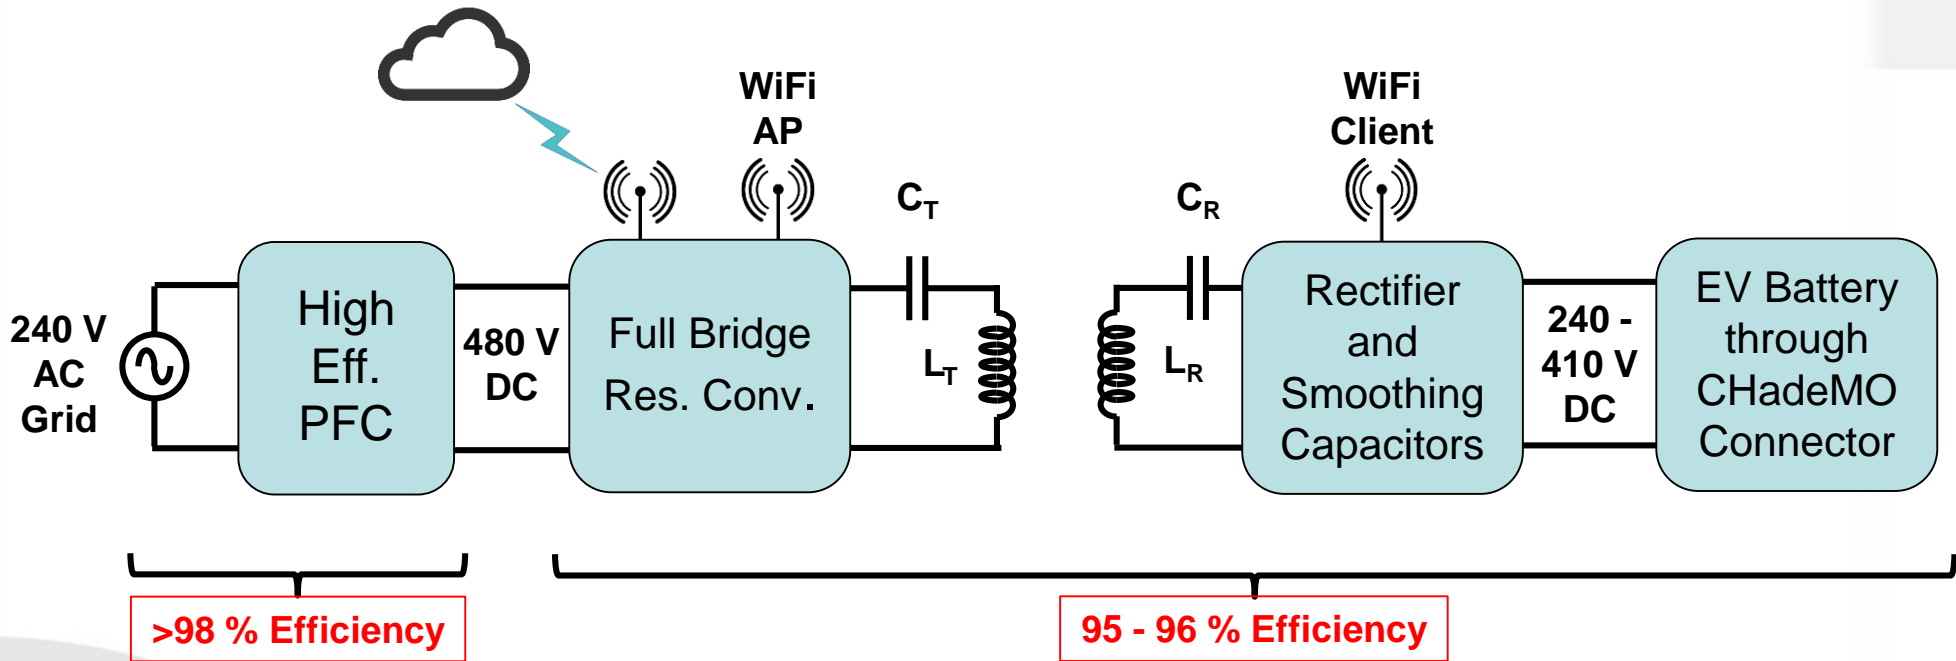 WiFi
AP
WiFi
Client
C_T
C_R
240 V
AC
Grid
High
Eff.
PFC
480 V
DC
Full Bridge
Res. Conv.
L_T
L_R
Rectifier
and
Smoothing
Capacitors
240 -
410 V
DC
EV Battery
through
CHadeMO
Connector
>98 % Efficiency
95 - 96 % Efficiency